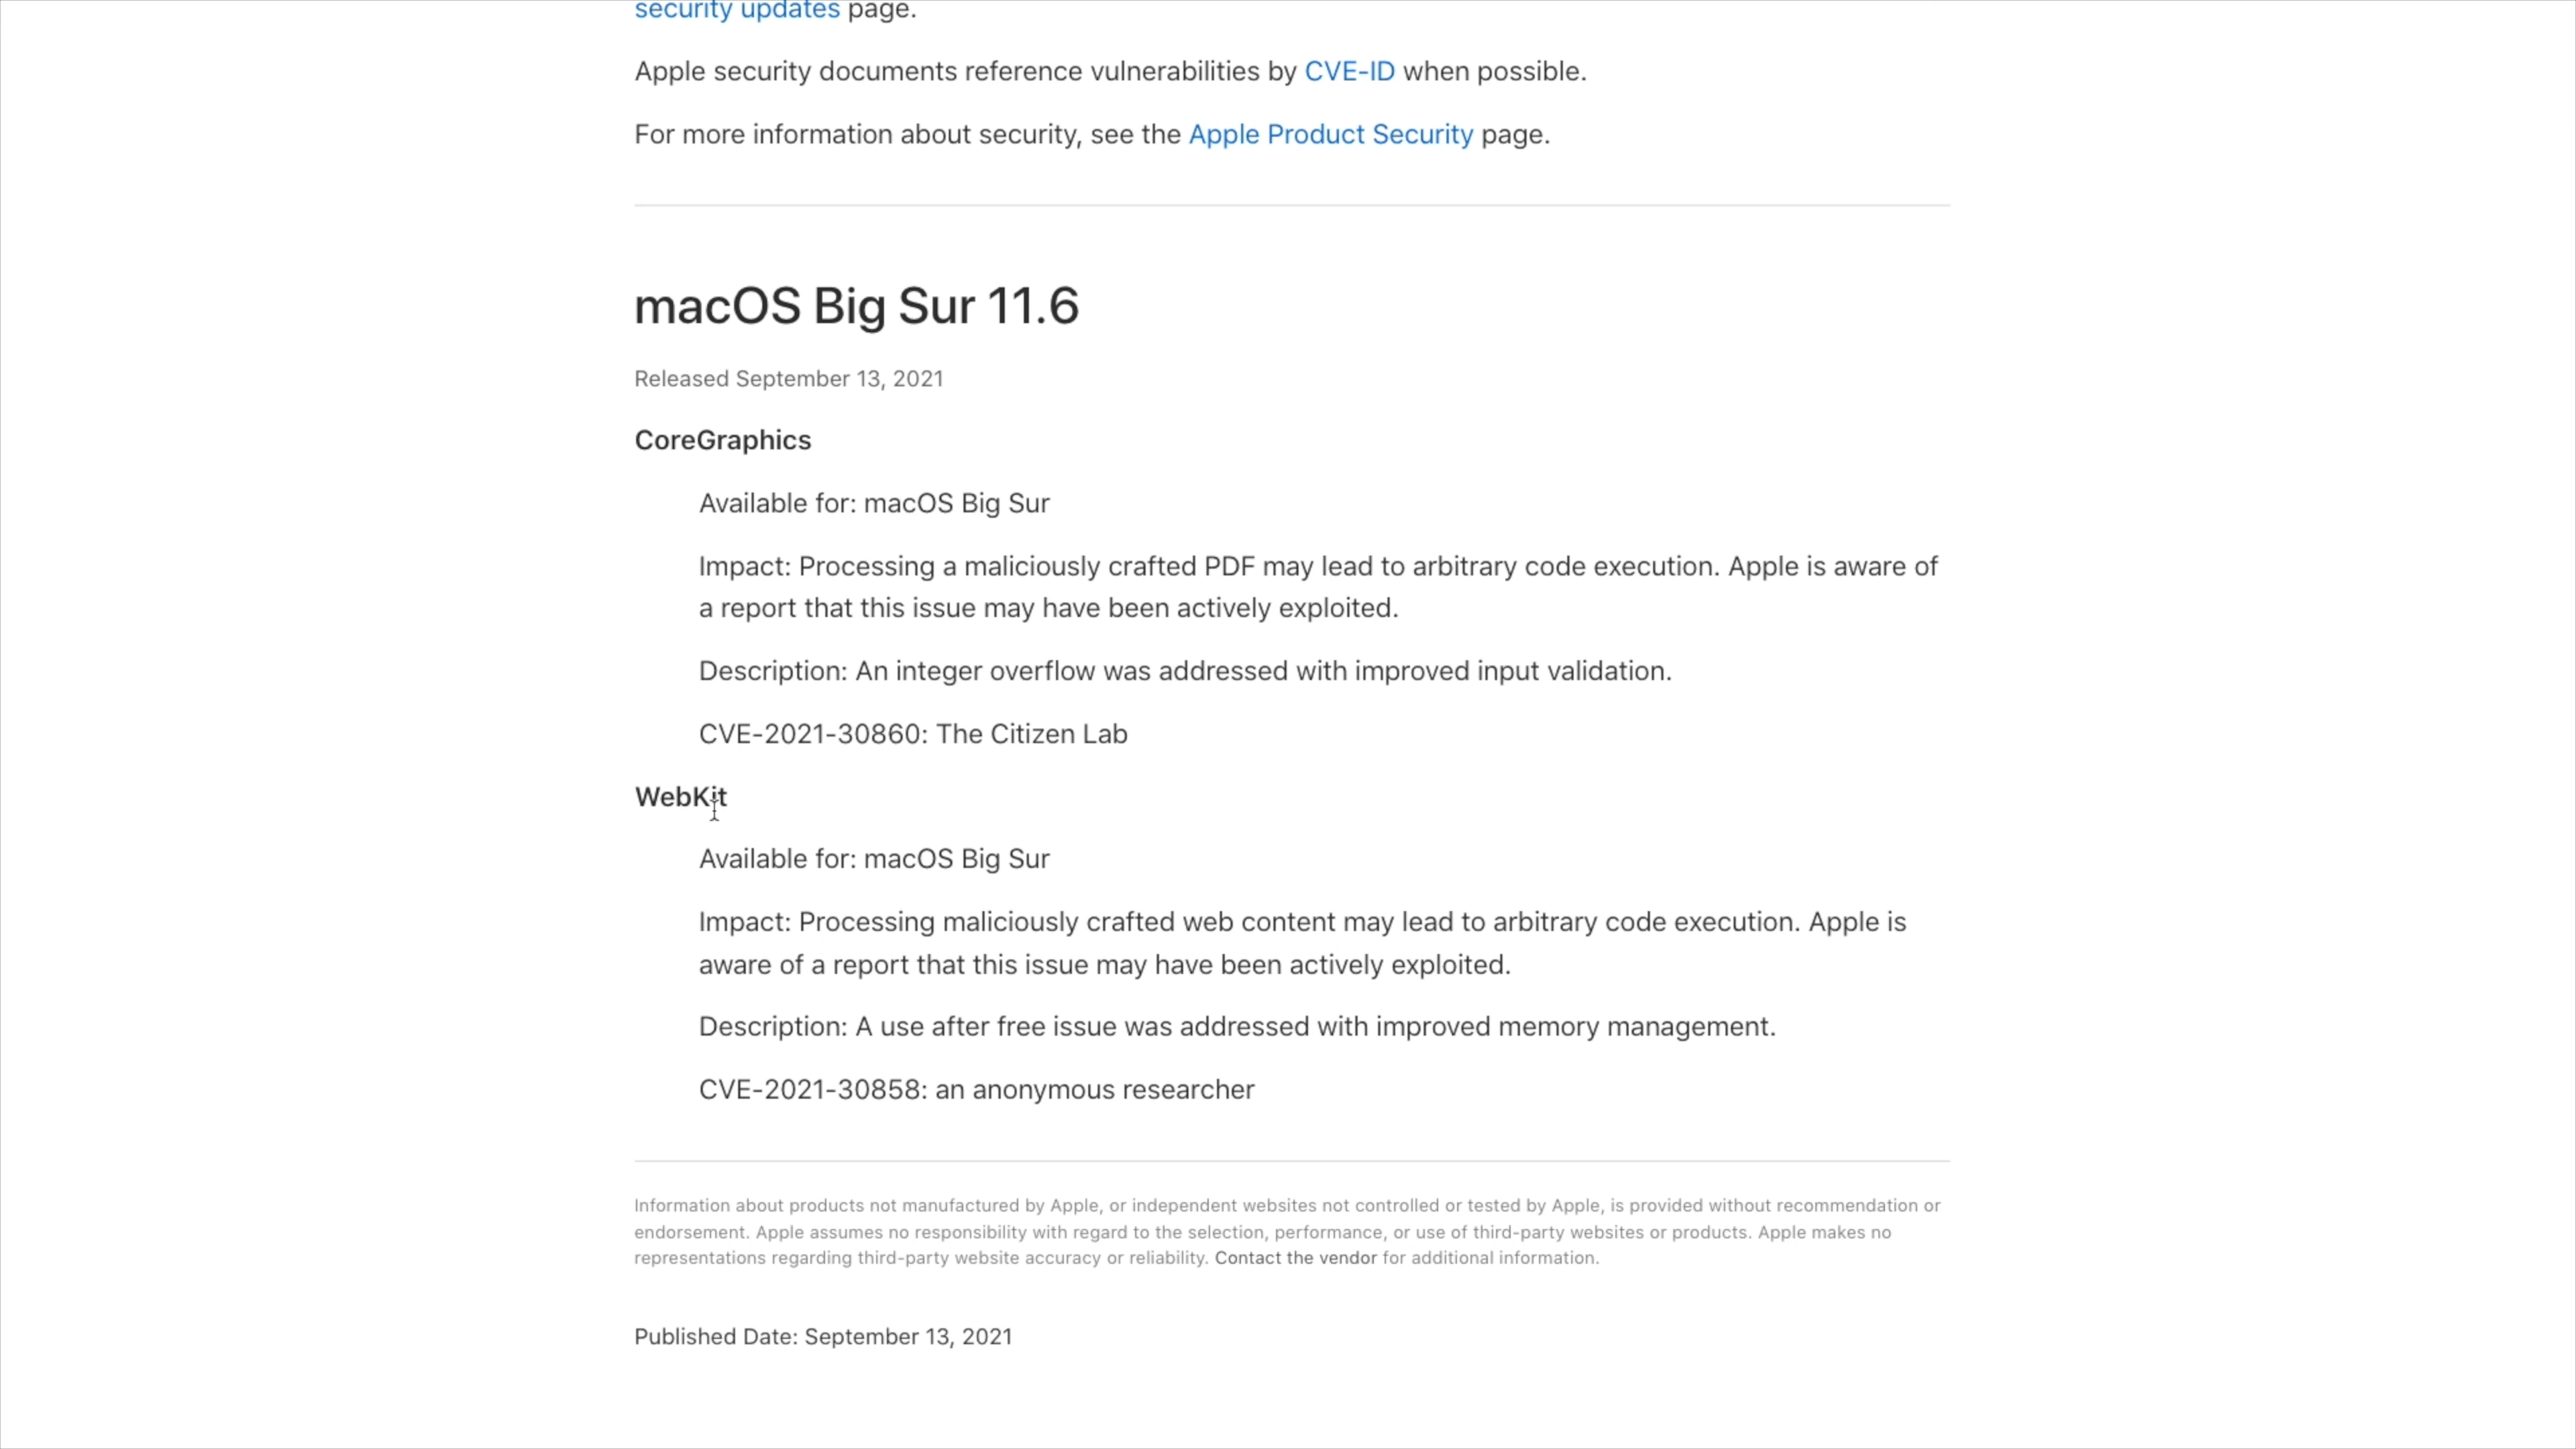 security updates page.
Apple security documents reference vulnerabilities by CVE-ID when possible.
For more information about security, see the Apple Product Security page.
macOS Big Sur 11.6
Released September 13, 2021
CoreGraphics
Available for: macOS Big Sur
Impact: Processing a maliciously crafted PDF may lead to arbitrary code execution. Apple is aware of
a report that this issue may have been actively exploited.
Description: An integer overflow was addressed with improved input validation.
CVE-2021-30860: The Citizen Lab
WebKit
Available for: macOS Big Sur
Impact: Processing maliciously crafted web content may lead to arbitrary code execution. Apple is
aware of a report that this issue may have been actively exploited.
Description: A use after free issue was addressed with improved memory management.
CVE-2021-30858: an anonymous researcher
Information about products not manufactured by Apple, or independent websites not controlled or tested by Apple, is provided without recommendation or
endorsement. Apple assumes no responsibility with regard to the selection, performance, or use of third-party websites or products. Apple makes no
representations regarding third-party website accuracy or reliability. Contact the vendor for additional information.
Published Date: September 13, 2021